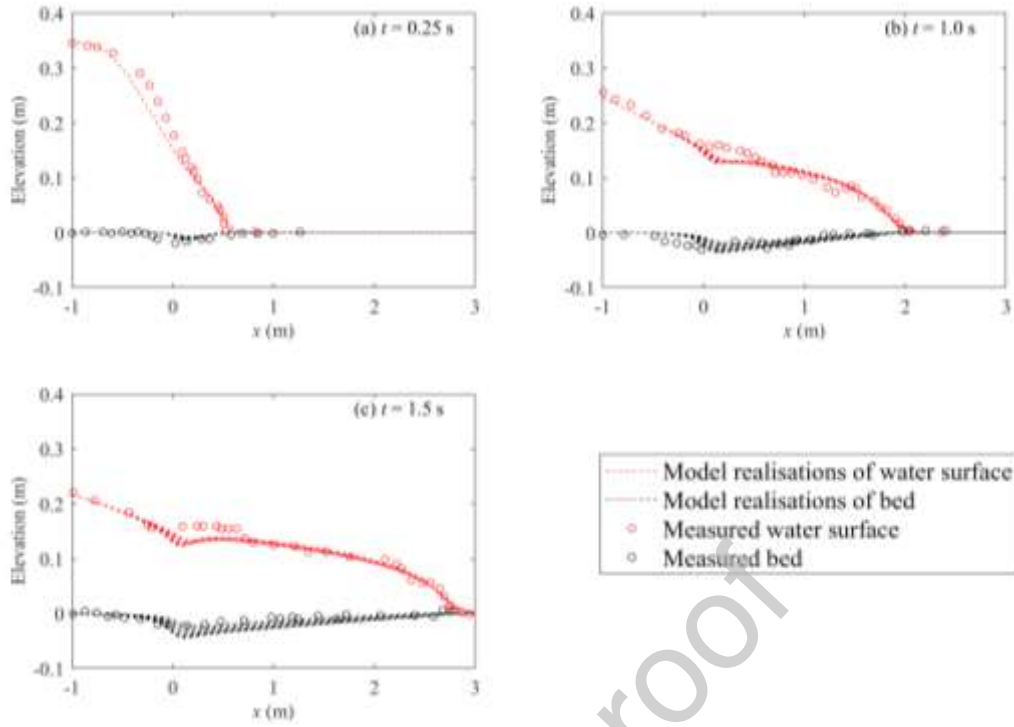 (a) t = 0.25 s
0.4
0.3
0.2
0.1
0
-0.1
Elevation (m)
-1
0
1
2
3
x (m)
(b) t = 1.0 s
0.4
0.3
0.2
0.1
0
-0.1
Elevation (m)
-1
0
1
2
3
x (m)
(c) t = 1.5 s
0.4
0.3
0.2
0.1
0
-0.1
Elevation (m)
-1
0
1
2
3
x (m)
Model realisations of water surface
Model realisations of bed
Measured water surface
Measured bed
roof